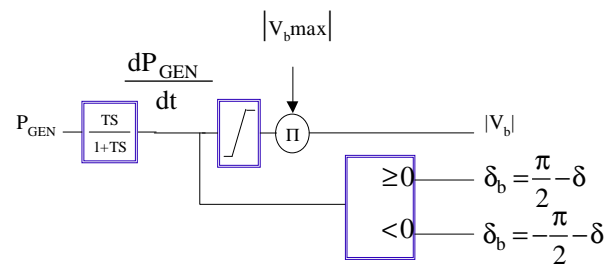 |V_b max|
dP_GEN
dt
P_GEN
TS
1+TS
Π
|V_b|
≥0
δ_b = π/2 − δ
<0
δ_b = −π/2 − δ